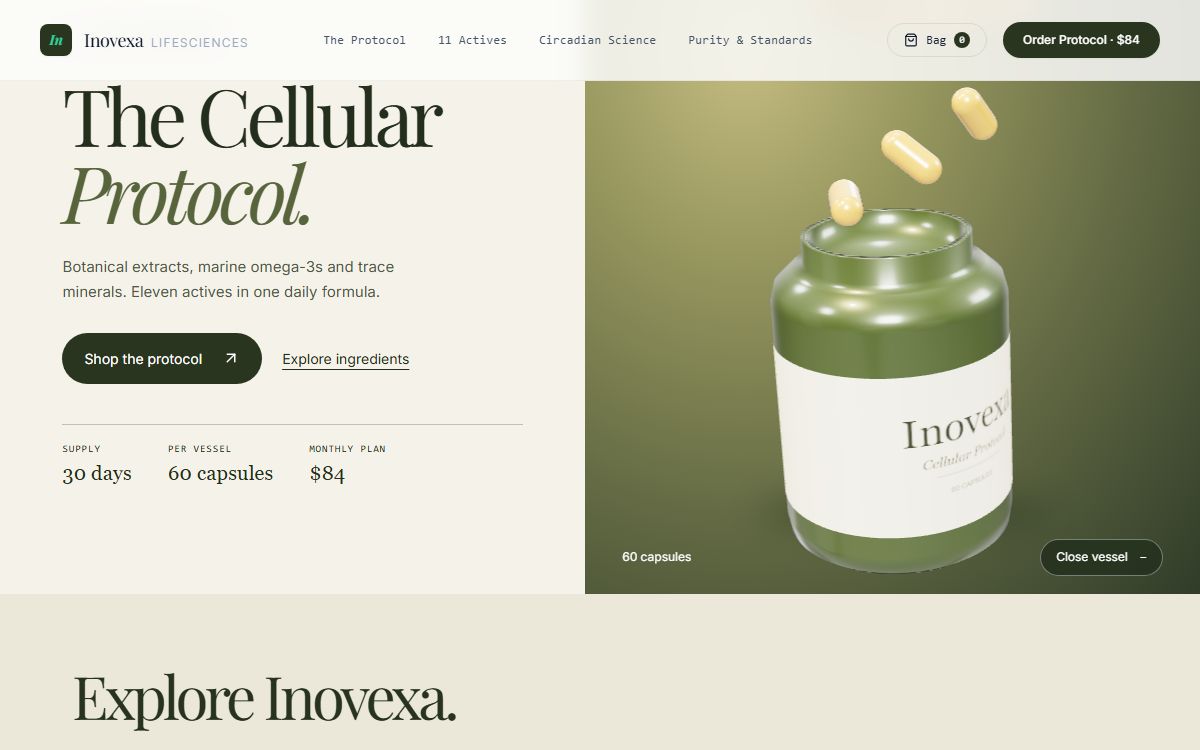 In
Inovexa LIFESCIENCES
The Protocol
11 Actives
Circadian Science
Purity & Standards
Bag 0
Order Protocol · $84
The Cellular
Protocol.
Botanical extracts, marine omega-3s and trace
minerals. Eleven actives in one daily formula.
Shop the protocol
Explore ingredients
SUPPLY
30 days
PER VESSEL
60 capsules
MONTHLY PLAN
$84
Inovexa
Cellular Protocol
60 CAPSULES
60 capsules
Close vessel –
Explore Inovexa.